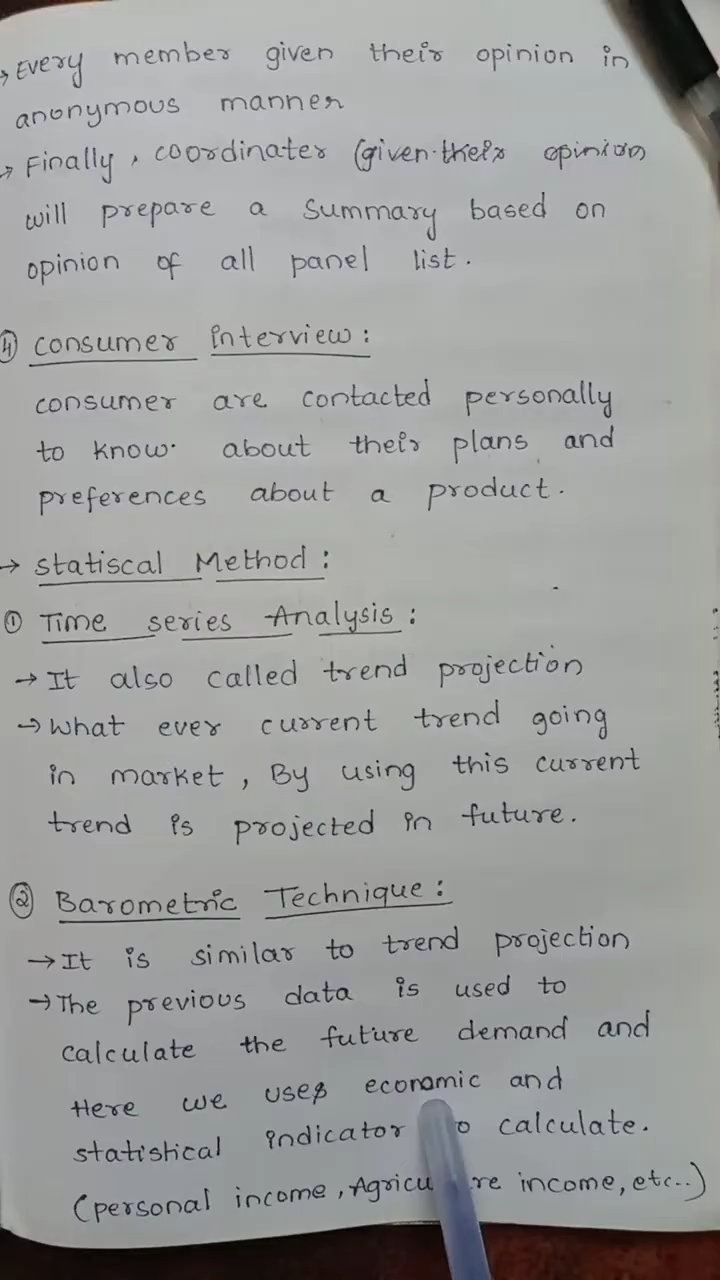 → Every member given their opinion in
anonymous manner
→ Finally, coordinater (given their opinion
will prepare a summary based on
opinion of all panel list.
④ consumer interview:
consumer are contacted personally
to know about their plans and
preferences about a product.
→ statiscal Method:
① Time series Analysis:
→ It also called trend projection
→ What ever current trend going
in market, By using this current
trend is projected in future.
② Barometric Technique:
→ It is similar to trend projection
→ The previous data is used to
calculate the future demand and
Here we uses economic and
statistical indicator to calculate.
(personal income, Agriculture income, etc..)